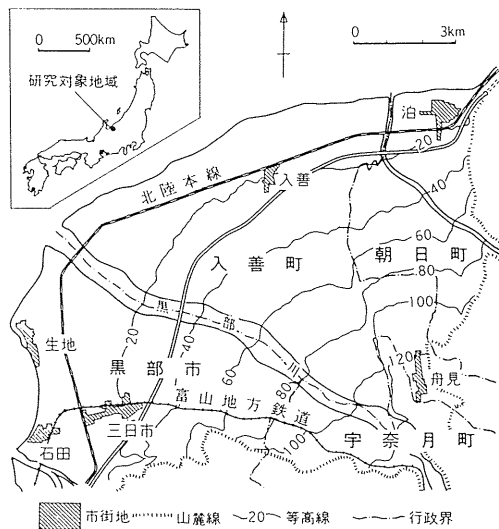 0 500km
研究対象地域
0 3km
泊
20
北陸本線
入善
40
60
入善町
朝日町
80
100
20
40
黒部川
60
80
100
20
舟見
生地
黒部市
富山地方鉄道
三日市
石田
宇奈月町
市街地 山麓線 20 等高線 行政界